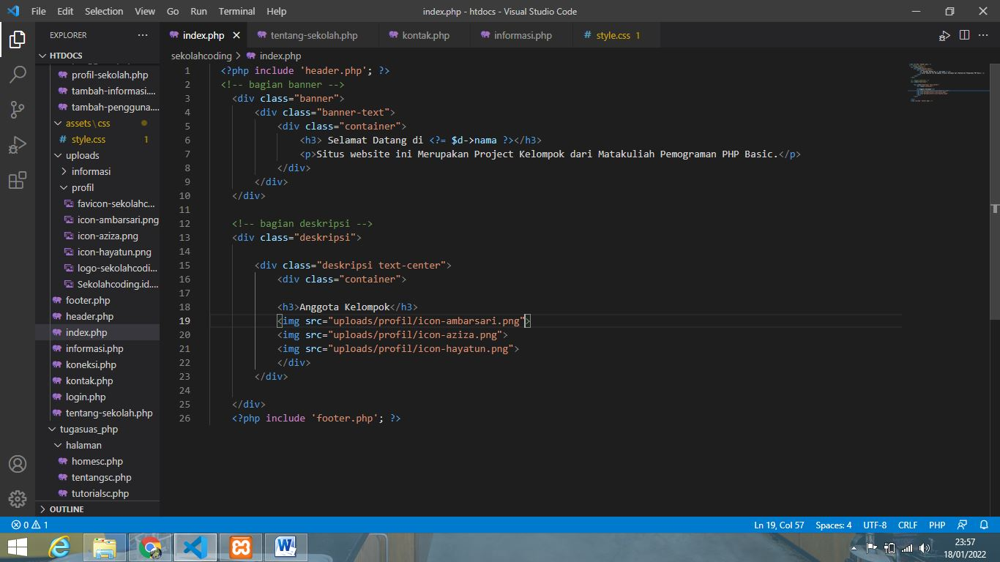 File Edit Selection View Go Run Terminal Help index.php - htdocs - Visual Studio Code
EXPLORER ...
HTDOCS
profil-sekolah.php
tambah-informasi....
tambah-pengguna....
assets\css
# style.css 1
uploads
informasi
profil
favicon-sekolahc...
icon-ambarsari.png
icon-aziza.png
icon-hayatun.png
logo-sekolahcodi...
Sekolahcoding.id....
footer.php
header.php
index.php
informasi.php
koneksi.php
kontak.php
login.php
tentang-sekolah.php
tugasuas_php
halaman
homesc.php
tentangsc.php
tutorialsc.php
OUTLINE
index.php tentang-sekolah.php kontak.php informasi.php # style.css 1
sekolahcoding > index.php
1 <?php include 'header.php'; ?>
2 <!-- bagian banner -->
3 <div class="banner">
4 <div class="banner-text">
5 <div class="container">
6 <h3> Selamat Datang di <?= $d->nama ?></h3>
7 <p>Situs website ini Merupakan Project Kelompok dari Matakuliah Pemograman PHP Basic.</p>
8 </div>
9 </div>
10 </div>
11
12 <!-- bagian deskripsi -->
13 <div class="deskripsi">
14
15 <div class="deskripsi text-center">
16 <div class="container">
17
18 <h3>Anggota Kelompok</h3>
19 <img src="uploads/profil/icon-ambarsari.png">
20 <img src="uploads/profil/icon-aziza.png">
21 <img src="uploads/profil/icon-hayatun.png">
22 </div>
23 </div>
24
25 </div>
26 <?php include 'footer.php'; ?>
0 1 Ln 19, Col 57 Spaces: 4 UTF-8 CRLF PHP
23:57
18/01/2022